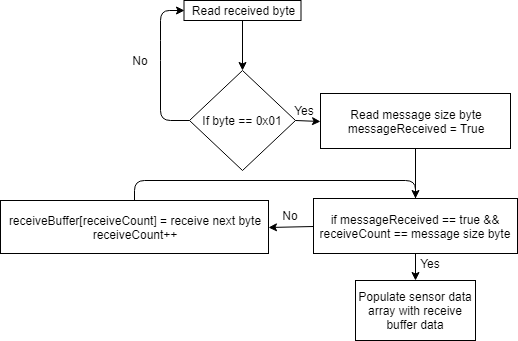 Read received byte
No
If byte == 0x01
Yes
Read message size byte
messageReceived = True
receiveBuffer[receiveCount] = receive next byte
receiveCount++
No
if messageReceived == true &&
receiveCount == message size byte
Yes
Populate sensor data
array with receive
buffer data